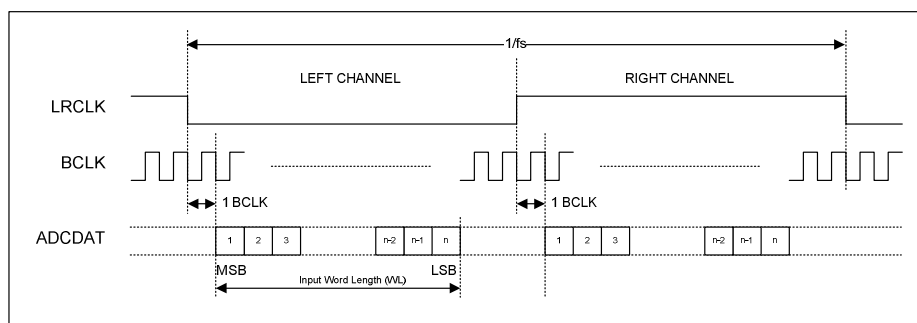 1/fs
LEFT CHANNEL RIGHT CHANNEL
LRCLK
BCLK
1 BCLK 1 BCLK
ADCDAT
1 2 3 n-2 n-1 n 1 2 3 n-2 n-1 n
MSB LSB
Input Word Length (WL)